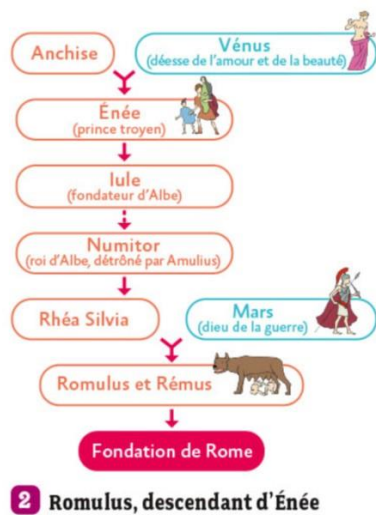 Anchise
Vénus
(déesse de l'amour et de la beauté)
Énée
(prince troyen)
Iule
(fondateur d'Albe)
Numitor
(roi d'Albe, détrôné par Amulius)
Rhéa Silvia
Mars
(dieu de la guerre)
Romulus et Rémus
Fondation de Rome
2 Romulus, descendant d'Énée